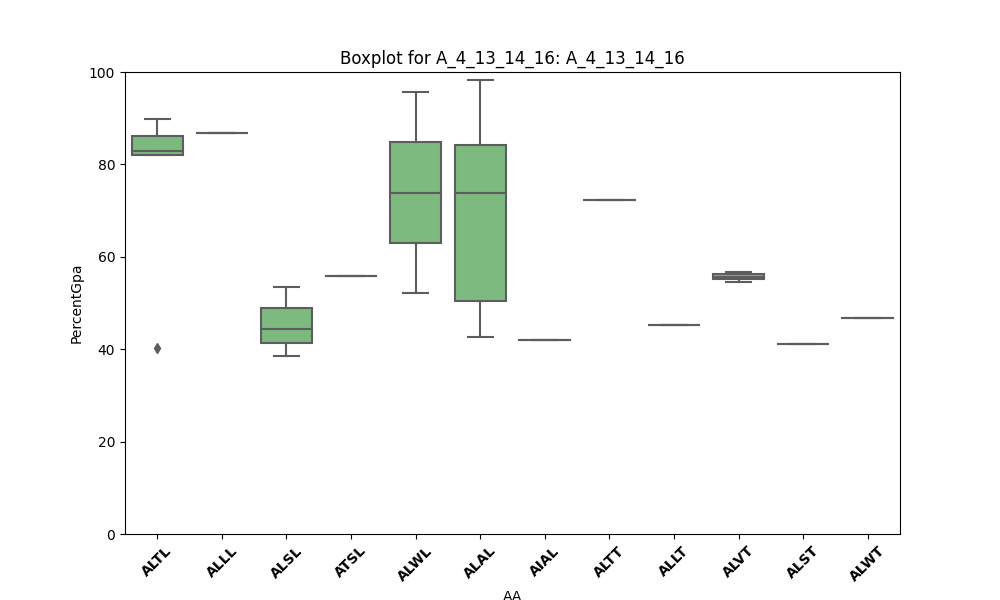 Boxplot for A_4_13_14_16: A_4_13_14_16
PercentGpa
100
80
60
40
20
0
ALTL
ALLL
ALSL
ATSL
ALWL
ALAL
AIAL
ALTT
ALLT
ALVT
ALST
ALWT
AA